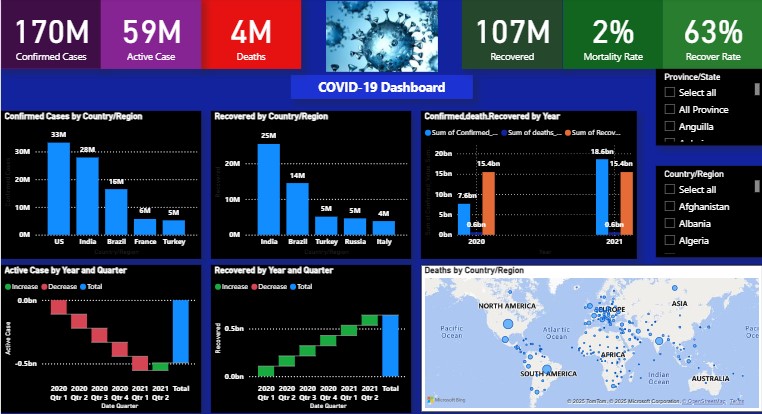 170M
Confirmed Cases
59M
Active Case
4M
Deaths
107M
Recovered
2%
Mortality Rate
63%
Recover Rate
COVID-19 Dashboard
Province/State
Select all
All Province
Anguilla
Confirmed Cases by Country/Region
33M
28M
16M
6M
5M
30M
20M
10M
0M
US India Brazil France Turkey
Country/Region
Recovered by Country/Region
25M
14M
5M
5M
4M
20M
10M
0M
India Brazil Turkey Russia Italy
Country/Region
Confirmed,death,Recovered by Year
Sum of Confirmed_... Sum of deaths_... Sum of Recov...
20bn
15bn
10bn
5bn
0bn
7.6bn
0.6bn
15.4bn
18.6bn
0.6bn
15.4bn
2020 2021
Year
Country/Region
Select all
Afghanistan
Albania
Algeria
Active Case by Year and Quarter
Increase Decrease Total
0.0bn
-0.5bn
Active Case
2020 2020 2020 2020 2021 2021 Total
Qtr 1 Qtr 2 Qtr 3 Qtr 4 Qtr 1 Qtr 2
Date Quarter
Recovered by Year and Quarter
Increase Decrease Total
0.5bn
0.0bn
Recovered
2020 2020 2020 2020 2021 2021 Total
Qtr 1 Qtr 2 Qtr 3 Qtr 4 Qtr 1 Qtr 2
Date Quarter
Deaths by Country/Region
NORTH AMERICA
EUROPE
ASIA
Pacific
Ocean
Atlantic
Ocean
AFRICA
SOUTH AMERICA
Indian
Ocean
AUSTRALIA
Microsoft Bing
© 2025 TomTom, © 2025 Microsoft Corporation, © OpenStreetMap Terms